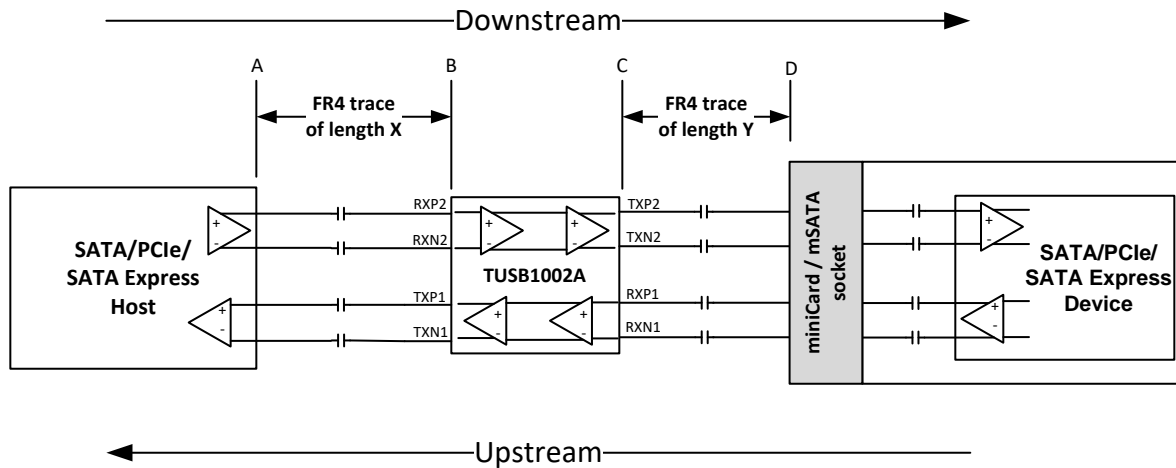 Downstream
A
B
C
D
FR4 trace
of length X
FR4 trace
of length Y
SATA/PCIe/
SATA Express
Host
+
-
+
-
RXP2
RXN2
TXP1
TXN1
+
-
+
-
TUSB1002A
+
-
+
-
TXP2
TXN2
RXP1
RXN1
miniCard / mSATA
socket
+
-
+
-
SATA/PCIe/
SATA Express
Device
Upstream